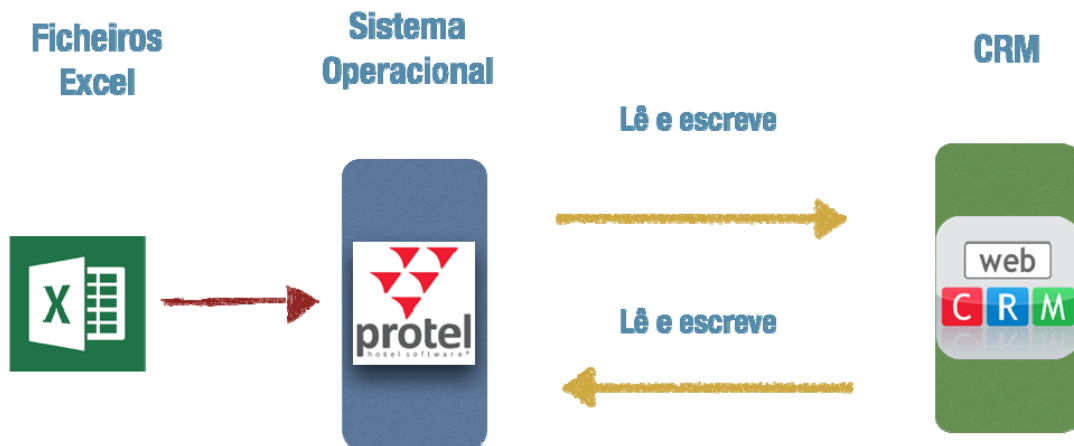 Ficheiros
Excel
Sistema
Operacional
CRM
Lê e escreve
X
protel
hotel software®
web
C R M
Lê e escreve